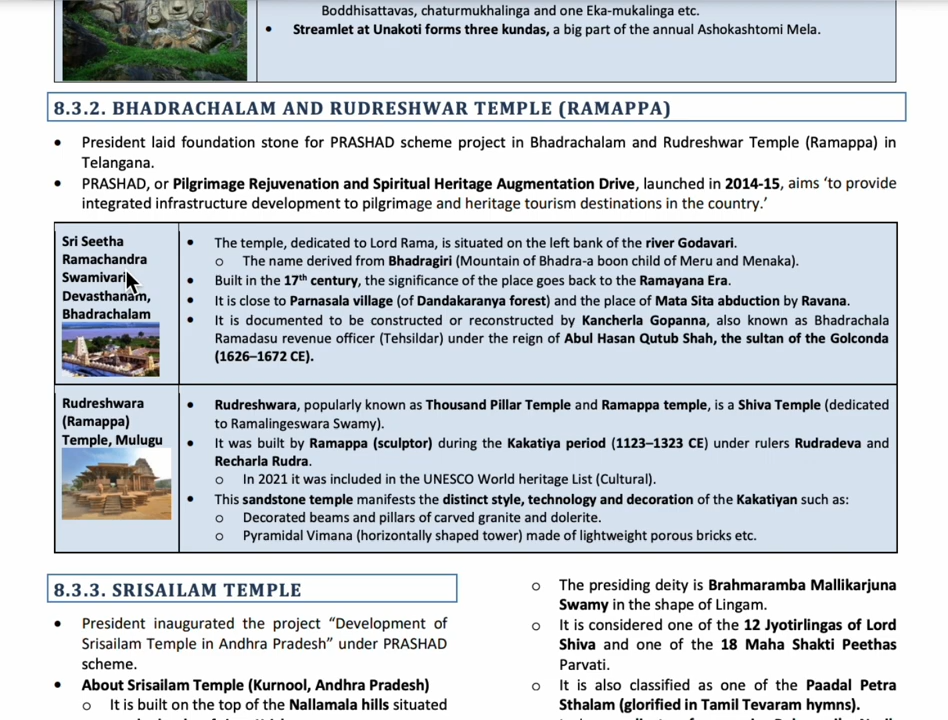 Boddhisattavas, chaturmukhalinga and one Eka-mukalinga etc.
• Streamlet at Unakoti forms three kundas, a big part of the annual Ashokashtomi Mela.
8.3.2. BHADRACHALAM AND RUDRESHWAR TEMPLE (RAMAPPA)
• President laid foundation stone for PRASHAD scheme project in Bhadrachalam and Rudreshwar Temple (Ramappa) in
Telangana.
• PRASHAD, or Pilgrimage Rejuvenation and Spiritual Heritage Augmentation Drive, launched in 2014-15, aims ‘to provide
integrated infrastructure development to pilgrimage and heritage tourism destinations in the country.’
Sri Seetha
Ramachandra
Swamivari
Devasthanam,
Bhadrachalam
• The temple, dedicated to Lord Rama, is situated on the left bank of the river Godavari.
o The name derived from Bhadragiri (Mountain of Bhadra-a boon child of Meru and Menaka).
• Built in the 17th century, the significance of the place goes back to the Ramayana Era.
• It is close to Parnasala village (of Dandakaranya forest) and the place of Mata Sita abduction by Ravana.
• It is documented to be constructed or reconstructed by Kancherla Gopanna, also known as Bhadrachala
Ramadasu revenue officer (Tehsildar) under the reign of Abul Hasan Qutub Shah, the sultan of the Golconda
(1626–1672 CE).
Rudreshwara
(Ramappa)
Temple, Mulugu
• Rudreshwara, popularly known as Thousand Pillar Temple and Ramappa temple, is a Shiva Temple (dedicated
to Ramalingeswara Swamy).
• It was built by Ramappa (sculptor) during the Kakatiya period (1123–1323 CE) under rulers Rudradeva and
Recharla Rudra.
o In 2021 it was included in the UNESCO World heritage List (Cultural).
• This sandstone temple manifests the distinct style, technology and decoration of the Kakatiyan such as:
o Decorated beams and pillars of carved granite and dolerite.
o Pyramidal Vimana (horizontally shaped tower) made of lightweight porous bricks etc.
8.3.3. SRISAILAM TEMPLE
• President inaugurated the project “Development of
Srisailam Temple in Andhra Pradesh” under PRASHAD
scheme.
• About Srisailam Temple (Kurnool, Andhra Pradesh)
o It is built on the top of the Nallamala hills situated
o The presiding deity is Brahmaramba Mallikarjuna
Swamy in the shape of Lingam.
o It is considered one of the 12 Jyotirlingas of Lord
Shiva and one of the 18 Maha Shakti Peethas
Parvati.
o It is also classified as one of the Paadal Petra
Sthalam (glorified in Tamil Tevaram hymns).